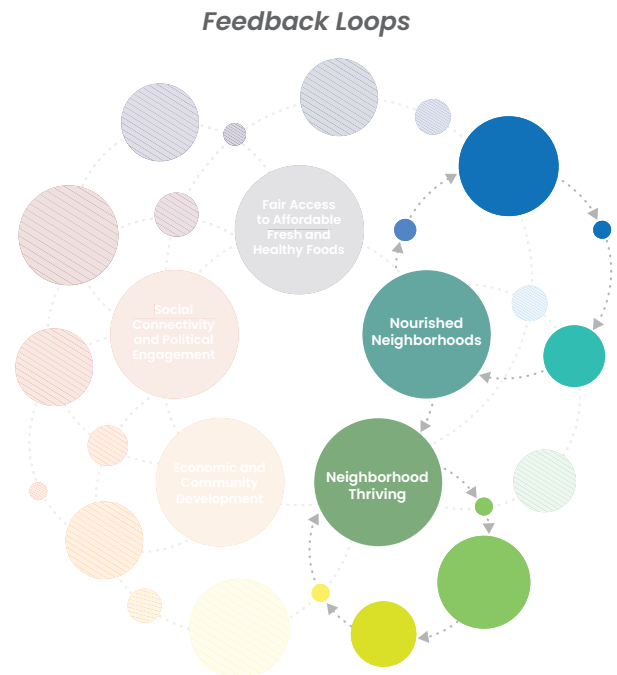 Feedback Loops
Fair Access
to Affordable
Fresh and
Healthy Foods
Social
Connectivity
and Political
Engagement
Nourished
Neighborhoods
Economic and
Community
Development
Neighborhood
Thriving